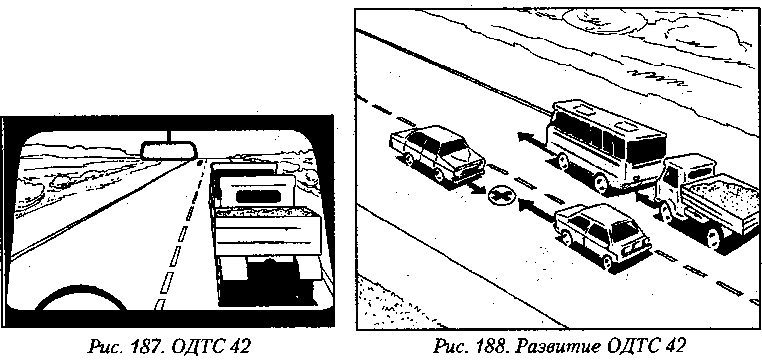 Рис. 187. ОДТС 42
Рис. 188. Развитие ОДТС 42